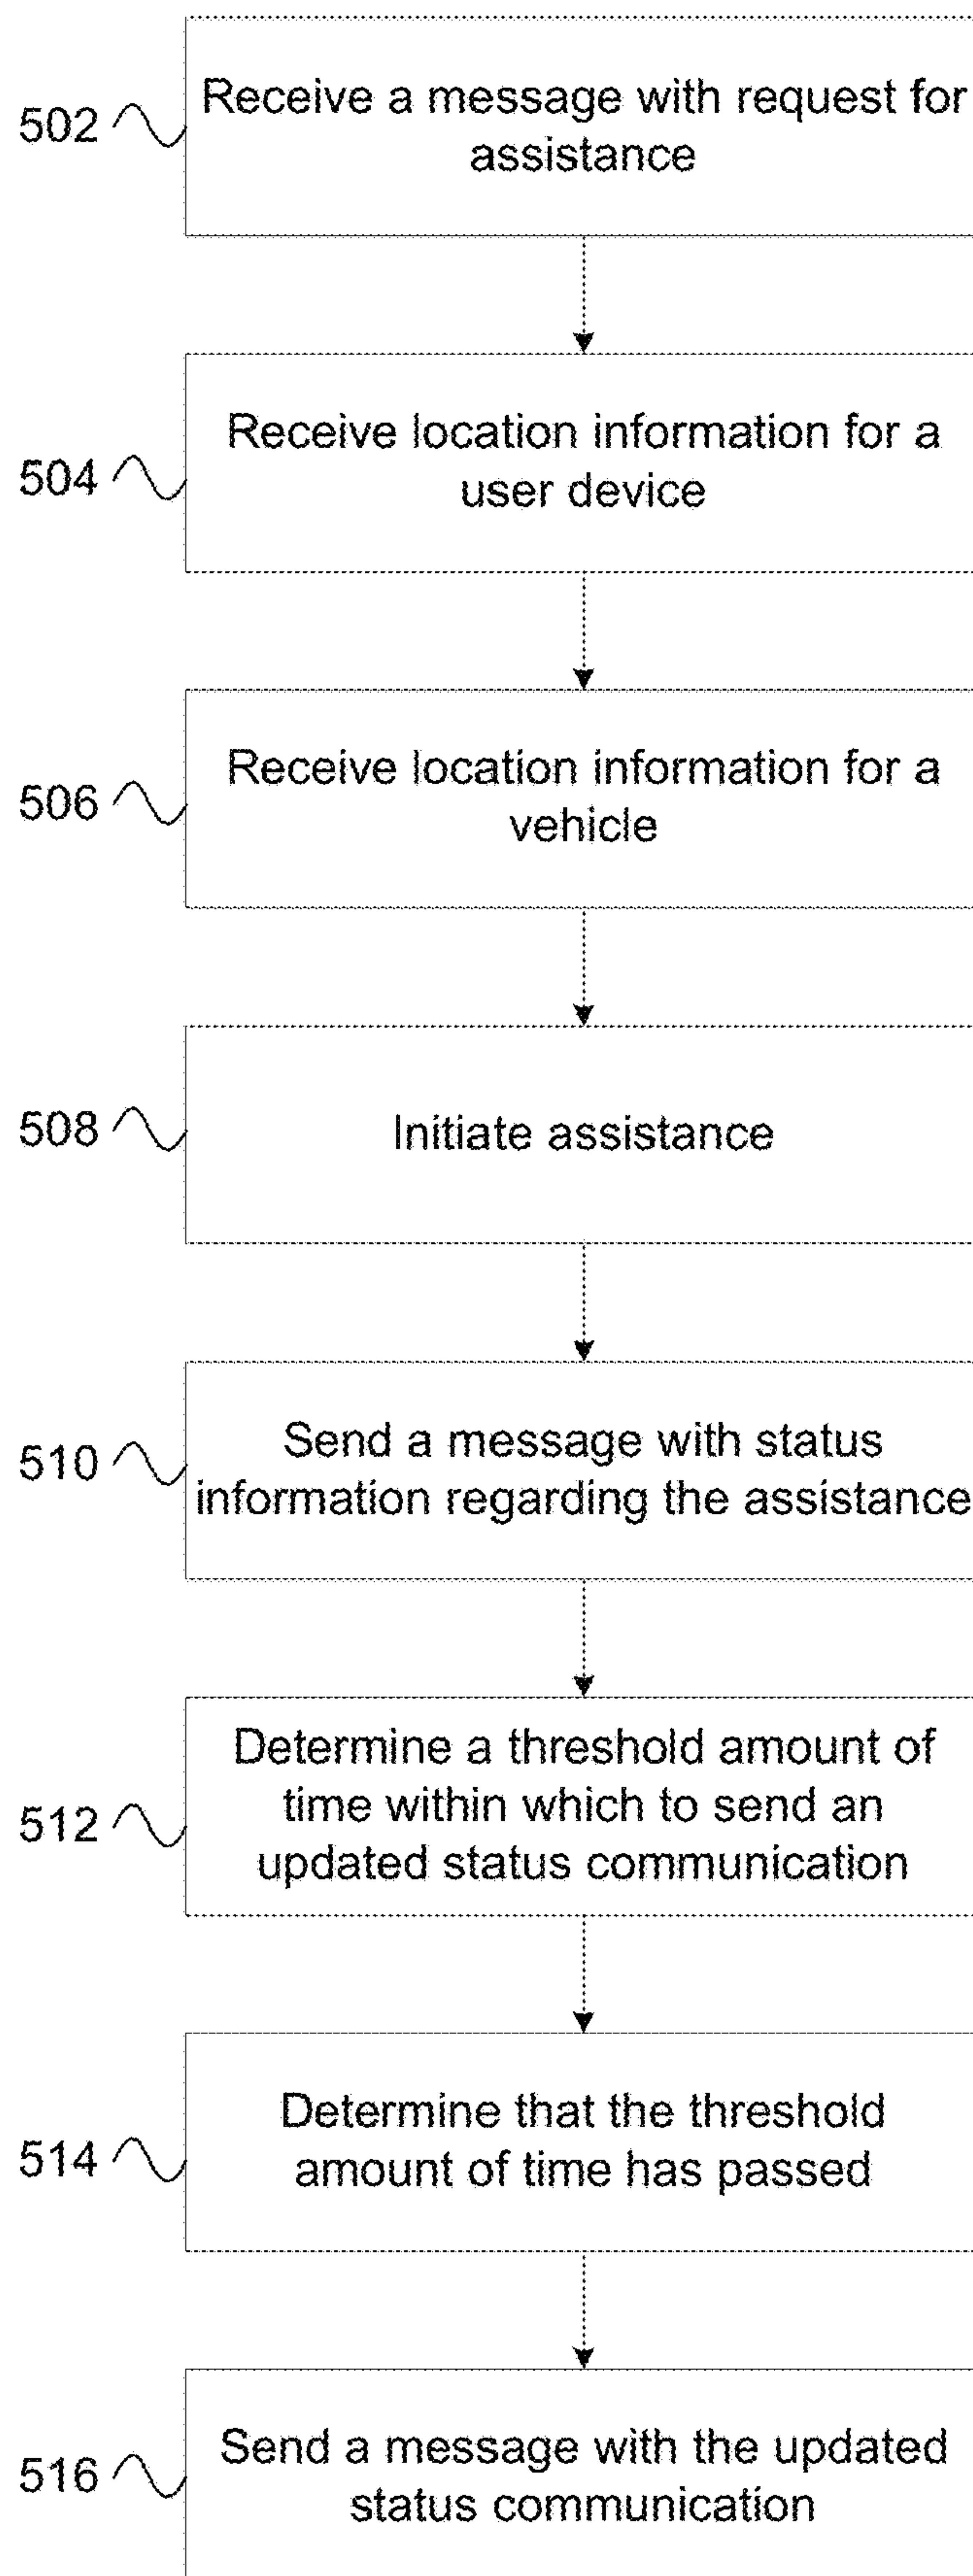 502
Receive a message with request for
assistance
504
Receive location information for a
user device
506
Receive location information for a
vehicle
508
Initiate assistance
510
Send a message with status
information regarding the assistance
512
Determine a threshold amount of
time within which to send an
updated status communication
514
Determine that the threshold
amount of time has passed
516
Send a message with the updated
status communication